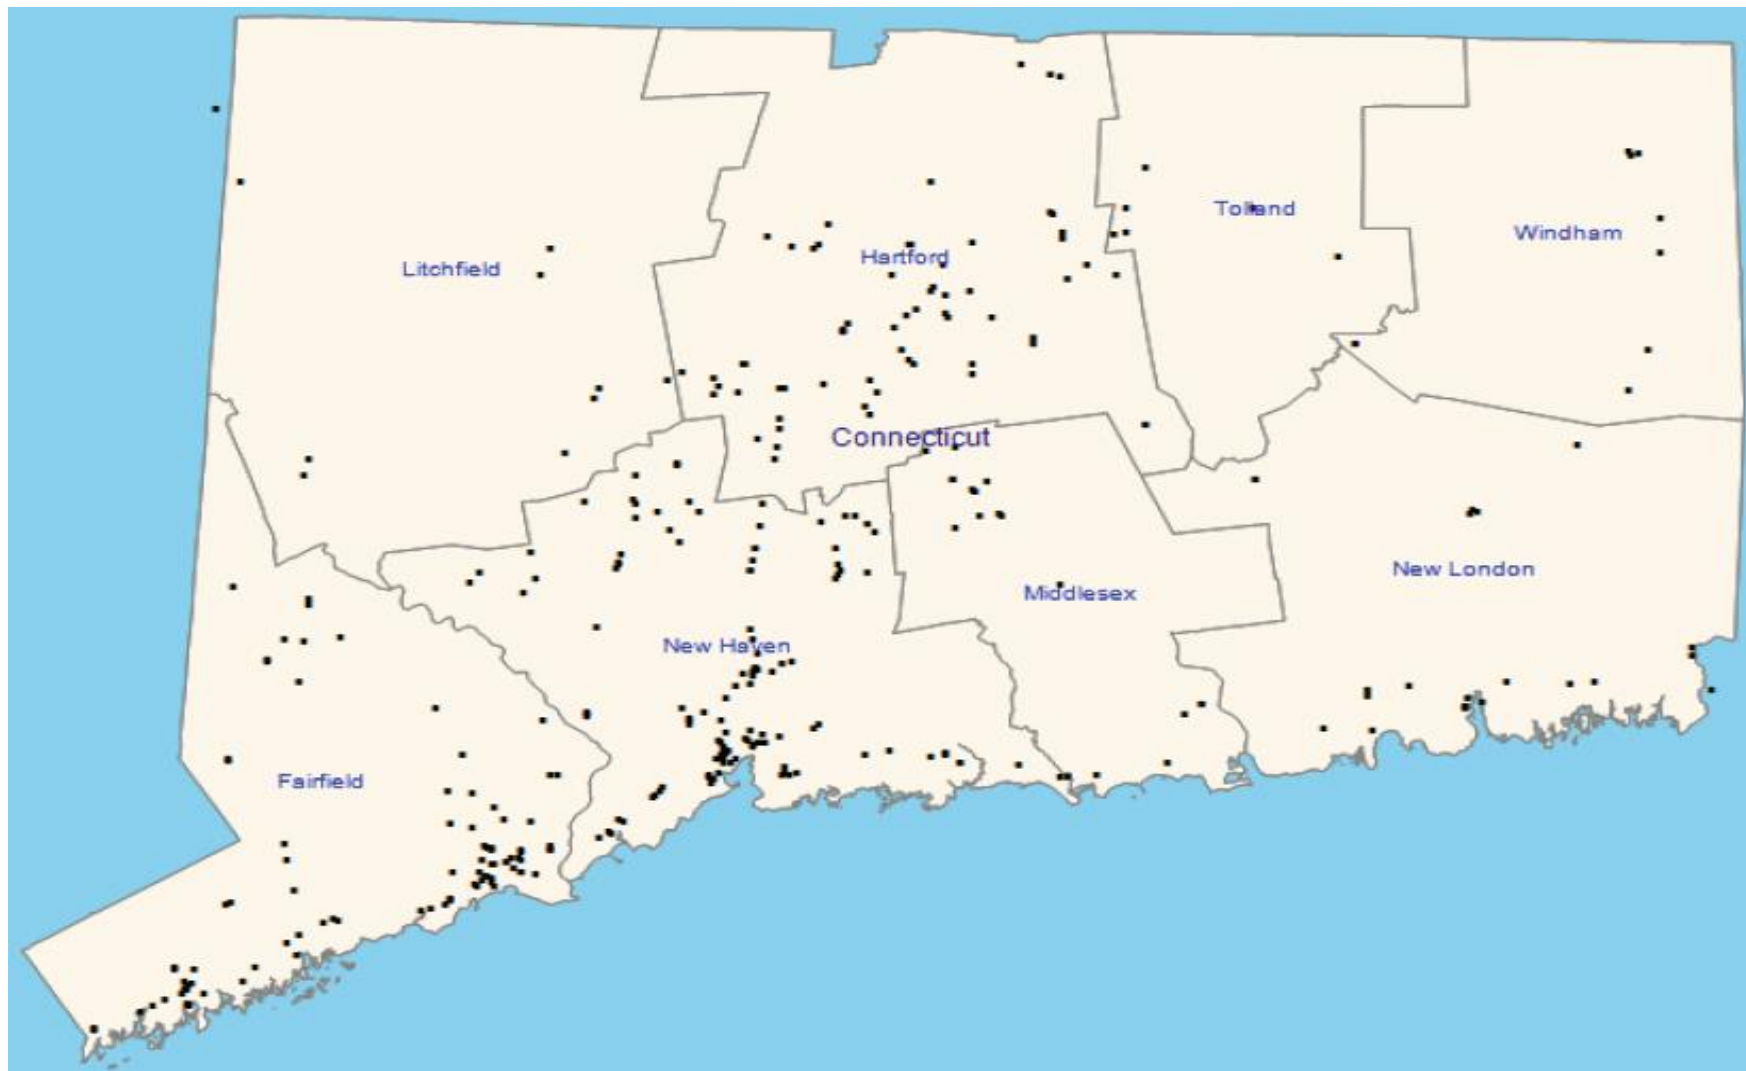 Tolland
Windham
Hartford
Litchfield
Connecticut
New London
Middlesex
New Haven
Fairfield